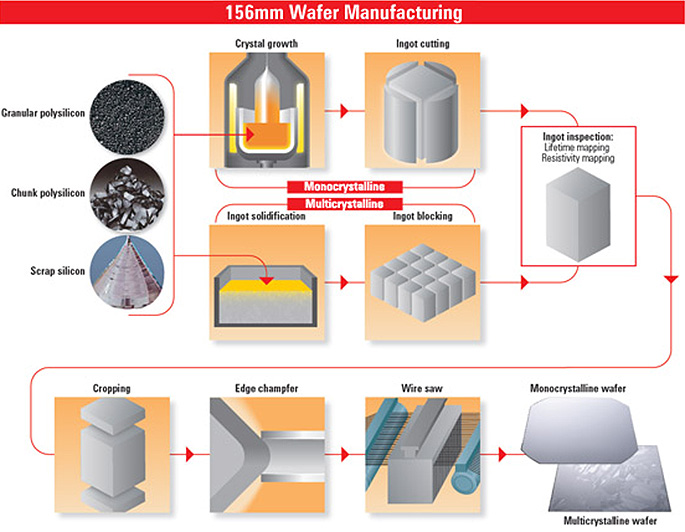 156mm Wafer Manufacturing
Crystal growth
Ingot cutting
Granular polysilicon
Chunk polysilicon
Scrap silicon
Monocrystalline
Multicrystalline
Ingot solidification
Ingot blocking
Ingot inspection:
Lifetime mapping
Resistivity mapping
Cropping
Edge champfer
Wire saw
Monocrystalline wafer
Multicrystalline wafer